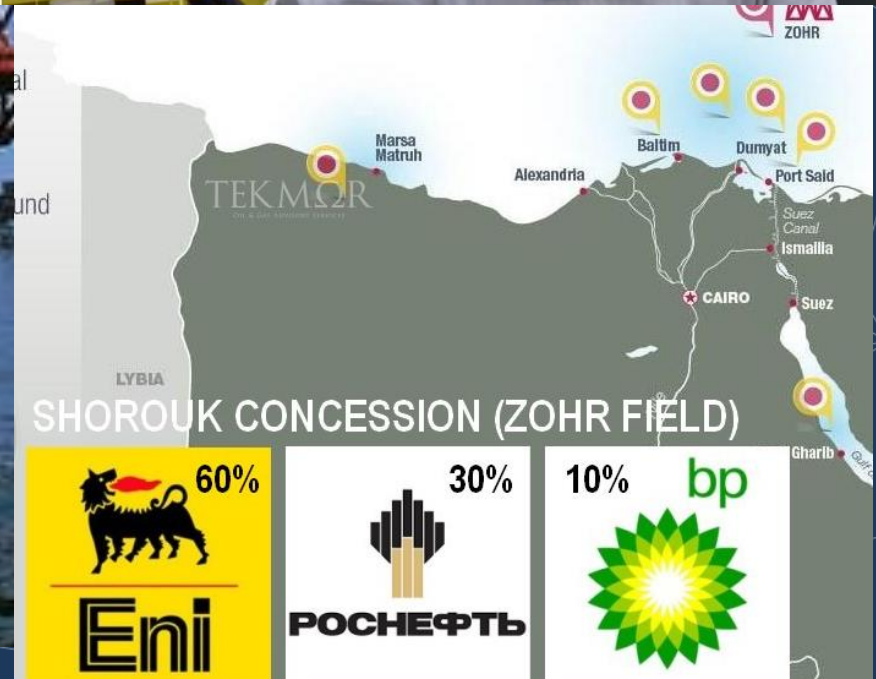 ZOHR
al
und
Marsa
Matruh
Baltim
Dumyat
Alexandria
Port Said
TEKMΩR
Suez
Canal
Ismailia
CAIRO
Suez
LYBIA
SHOROUK CONCESSION (ZOHR FIELD)
Gharib
Gulf
60%
30%
10%
bp
Eni
РОСНЕФТЬ